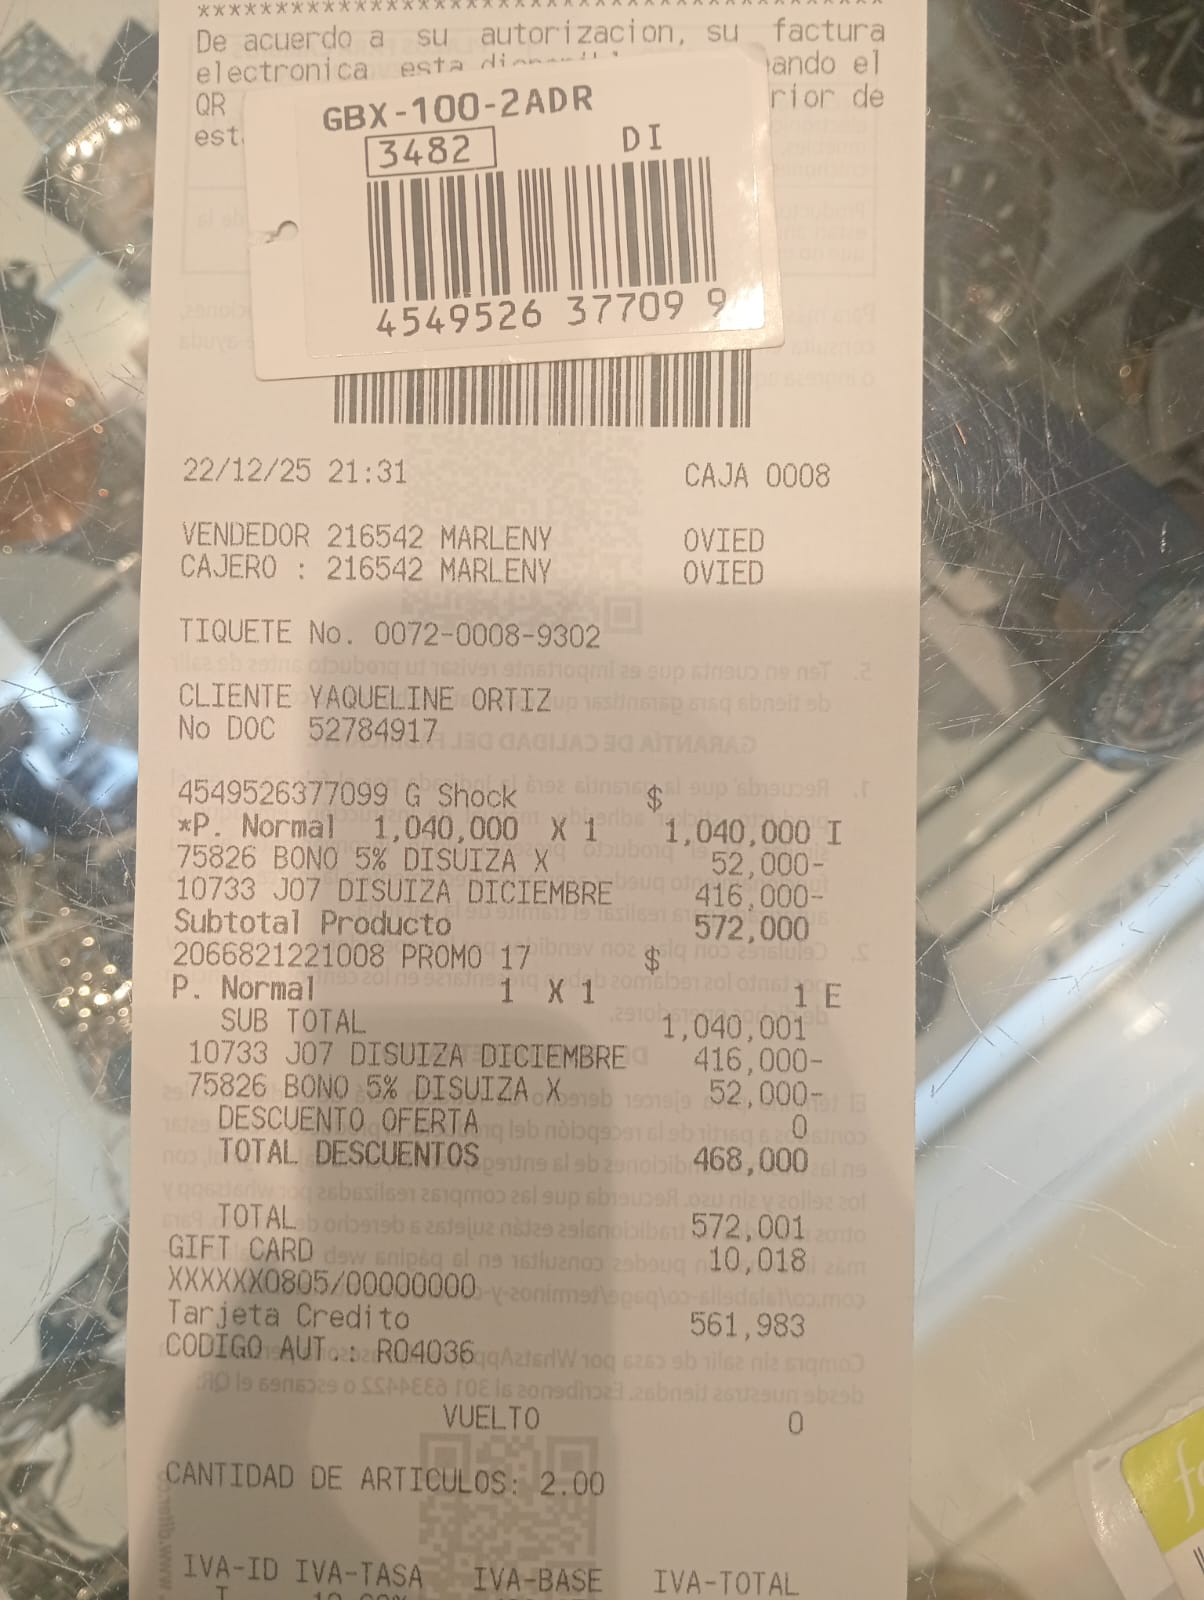 De acuerdo a su autorizacion, su factura
electronica esta ando el
QR rior de
est
GBX-100-2ADR
3482 DI
4549526 37709 9
22/12/25 21:31 CAJA 0008
VENDEDOR 216542 MARLENY OVIED
CAJERO : 216542 MARLENY OVIED
TIQUETE No. 0072-0008-9302
CLIENTE YAQUELINE ORTIZ
No DOC 52784917
4549526377099 G Shock $
*P. Normal 1,040,000 X 1 1,040,000 I
75826 BONO 5% DISUIZA X 52,000-
10733 J07 DISUIZA DICIEMBRE 416,000-
Subtotal Producto 572,000
2066821221008 PROMO 17 $
P. Normal 1 X 1 1 E
SUB TOTAL 1,040,001
10733 J07 DISUIZA DICIEMBRE 416,000-
75826 BONO 5% DISUIZA X 52,000-
DESCUENTO OFERTA 0
TOTAL DESCUENTOS 468,000
TOTAL 572,001
GIFT CARD 10,018
XXXXXX0805/00000000
Tarjeta Credito 561,983
CODIGO AUT.: R04036
VUELTO 0
CANTIDAD DE ARTICULOS: 2.00
IVA-ID IVA-TASA IVA-BASE IVA-TOTAL